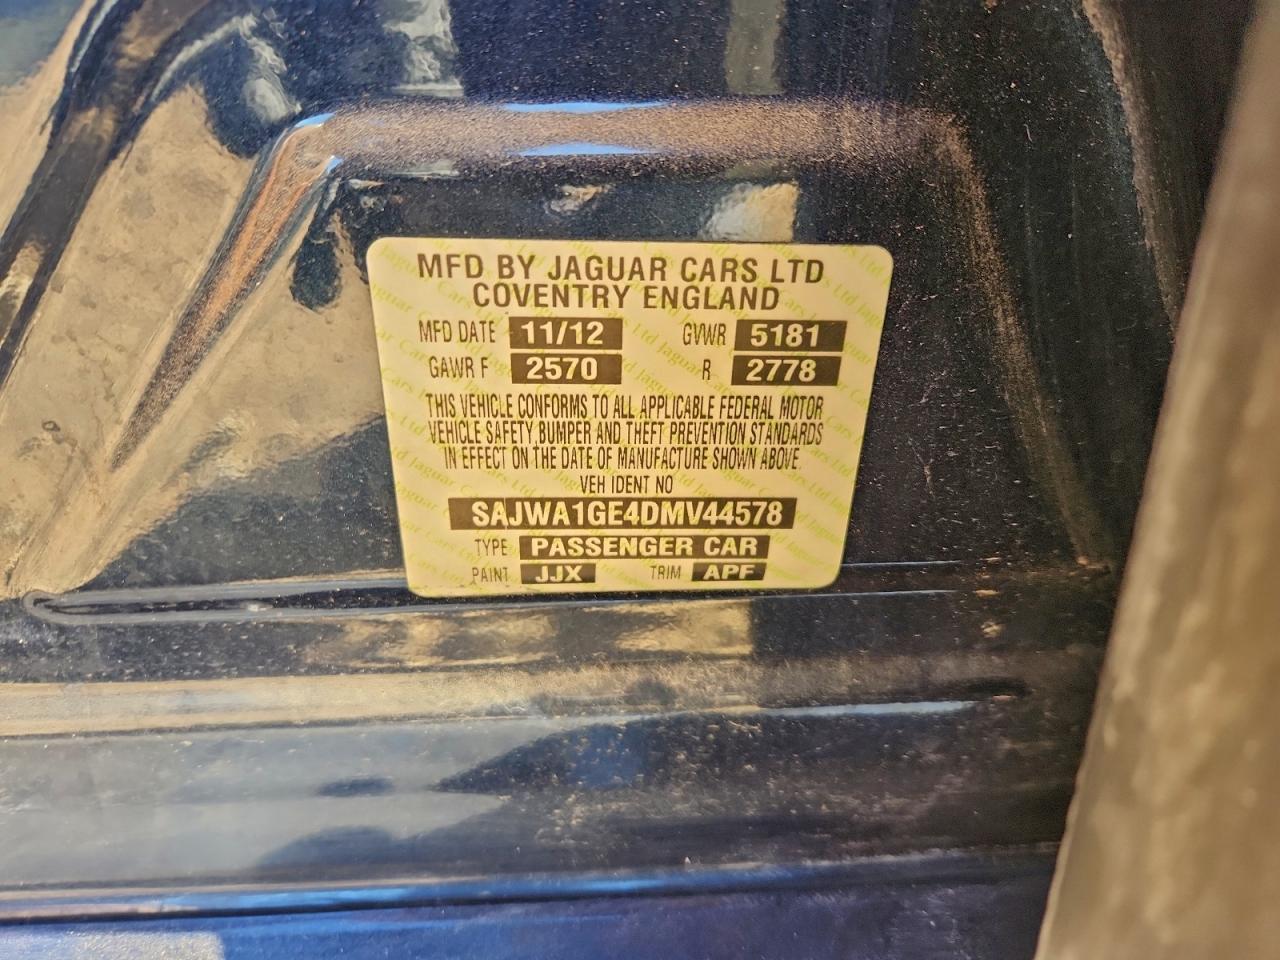 MFD BY JAGUAR CARS LTD
COVENTRY ENGLAND
MFD DATE 11/12 GVWR 5181
GAWR F 2570 R 2778
THIS VEHICLE CONFORMS TO ALL APPLICABLE FEDERAL MOTOR
VEHICLE SAFETY, BUMPER AND THEFT PREVENTION STANDARDS
IN EFFECT ON THE DATE OF MANUFACTURE SHOWN ABOVE.
VEH IDENT NO
SAJWA1GE4DMV44578
TYPE PASSENGER CAR
PAINT JJX TRIM APF